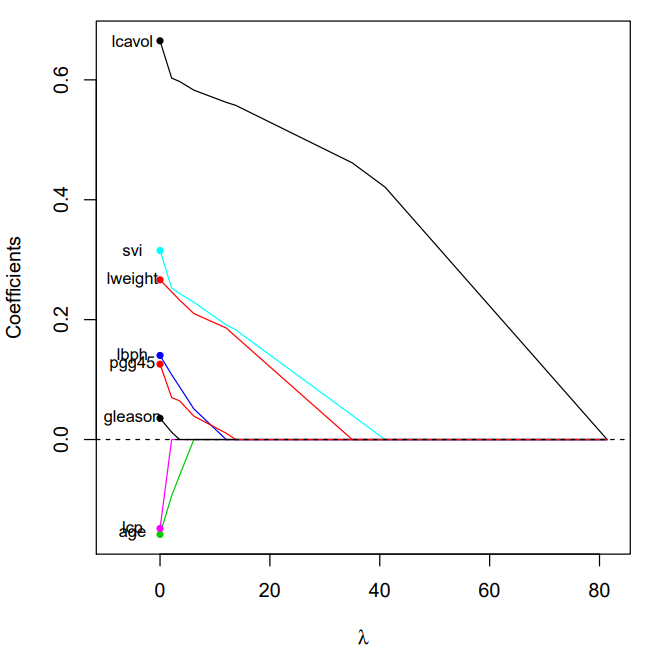 lcavol
svi
lweight
lbph
pgg45
gleason
lcp
age
0.6
0.4
0.2
0.0
Coefficients
0
20
40
60
80
λ